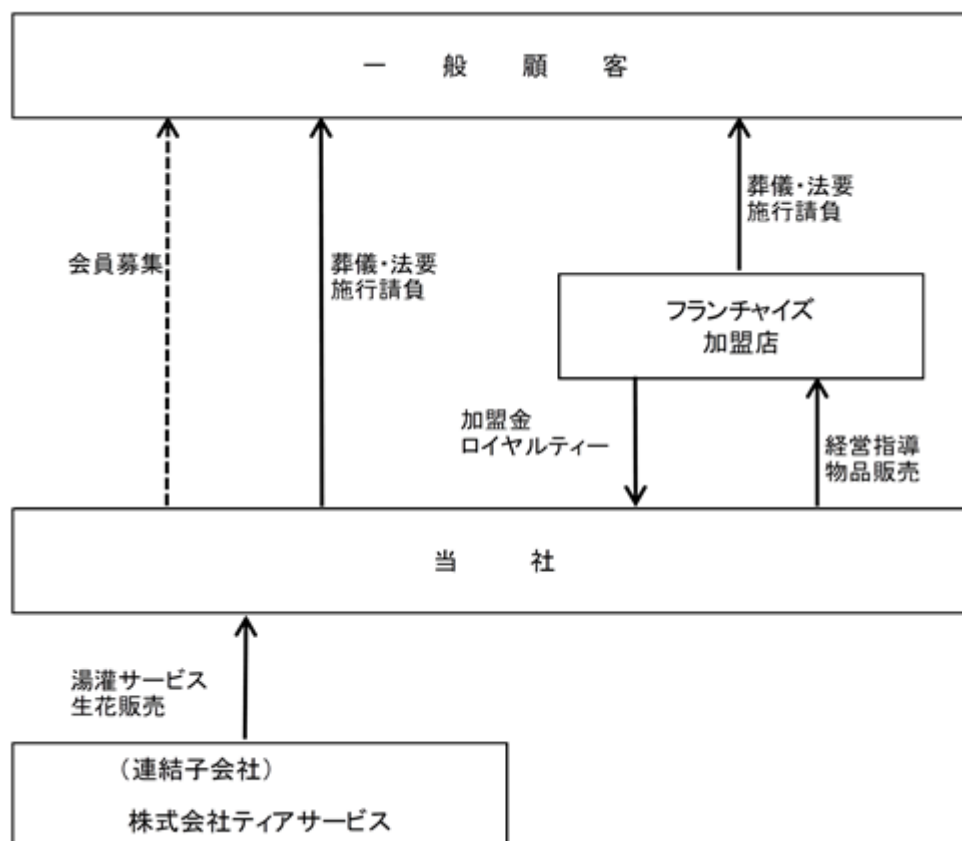 一般顧客
会員募集
葬儀・法要
施行請負
葬儀・法要
施行請負
フランチャイズ
加盟店
加盟金
ロイヤルティー
経営指導
物品販売
当社
湯灌サービス
生花販売
（連結子会社）
株式会社ティアサービス